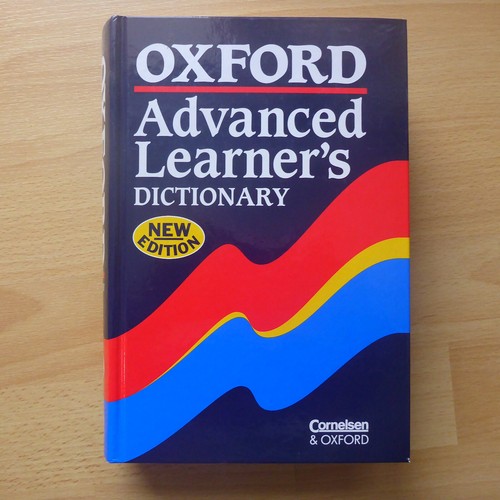 OXFORD
Advanced
Learner's
DICTIONARY
NEW
EDITION
Cornelsen
& OXFORD